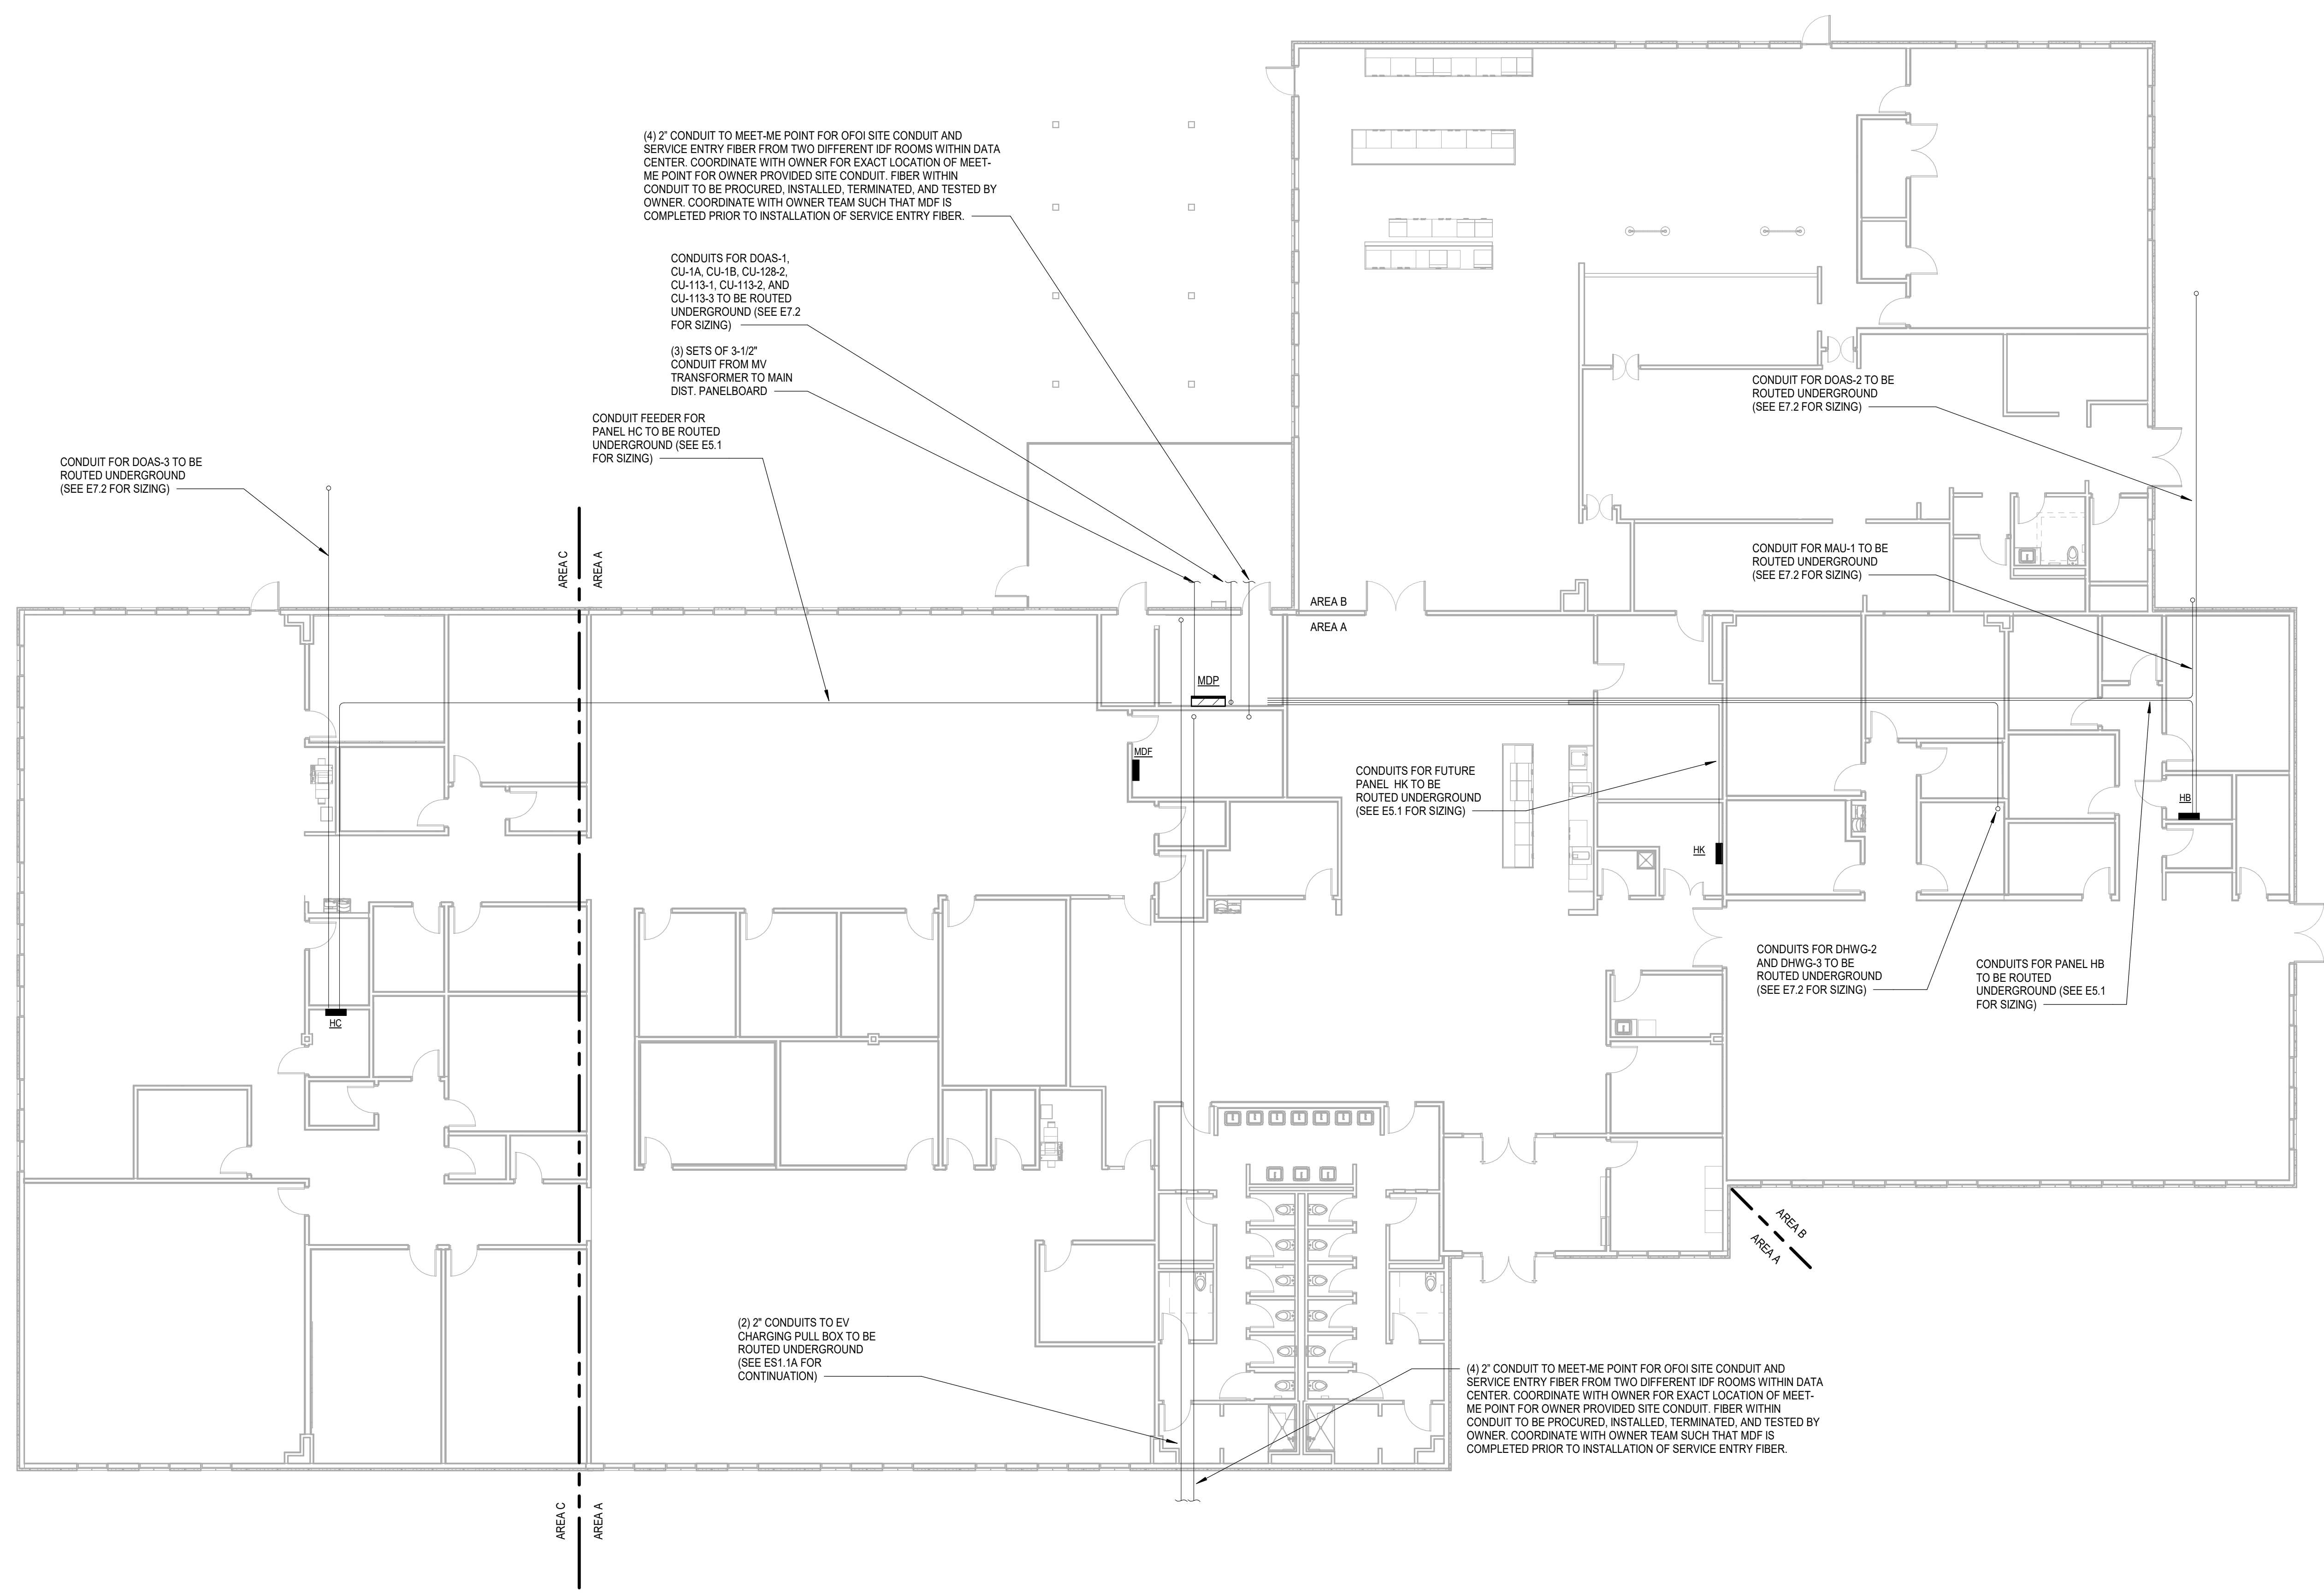 (4) 2" CONDUIT TO MEET-ME POINT FOR OFOI SITE CONDUIT AND
SERVICE ENTRY FIBER FROM TWO DIFFERENT IDF ROOMS WITHIN DATA
CENTER. COORDINATE WITH OWNER FOR EXACT LOCATION OF MEET-
ME POINT FOR OWNER PROVIDED SITE CONDUIT. FIBER WITHIN
CONDUIT TO BE PROCURED, INSTALLED, TERMINATED, AND TESTED BY
OWNER. COORDINATE WITH OWNER TEAM SUCH THAT MDF IS
COMPLETED PRIOR TO INSTALLATION OF SERVICE ENTRY FIBER.
CONDUITS FOR DOAS-1,
CU-1A, CU-1B, CU-128-2,
CU-113-1, CU-113-2, AND
CU-113-3 TO BE ROUTED
UNDERGROUND (SEE E7.2
FOR SIZING)
(3) SETS OF 3-1/2"
CONDUIT FROM MV
TRANSFORMER TO MAIN
DIST. PANELBOARD
CONDUIT FEEDER FOR
PANEL HC TO BE ROUTED
UNDERGROUND (SEE E5.1
FOR SIZING)
CONDUIT FOR DOAS-3 TO BE
ROUTED UNDERGROUND
(SEE E7.2 FOR SIZING)
CONDUIT FOR DOAS-2 TO BE
ROUTED UNDERGROUND
(SEE E7.2 FOR SIZING)
CONDUIT FOR MAU-1 TO BE
ROUTED UNDERGROUND
(SEE E7.2 FOR SIZING)
AREA C
AREA A
AREA B
AREA A
MDP
MDF
CONDUITS FOR FUTURE
PANEL HK TO BE
ROUTED UNDERGROUND
(SEE E5.1 FOR SIZING)
HK
HB
CONDUITS FOR DHWG-2
AND DHWG-3 TO BE
ROUTED UNDERGROUND
(SEE E7.2 FOR SIZING)
CONDUITS FOR PANEL HB
TO BE ROUTED
UNDERGROUND (SEE E5.1
FOR SIZING)
HC
AREA B
AREA A
(2) 2" CONDUITS TO EV
CHARGING PULL BOX TO BE
ROUTED UNDERGROUND
(SEE ES1.1A FOR
CONTINUATION)
(4) 2" CONDUIT TO MEET-ME POINT FOR OFOI SITE CONDUIT AND
SERVICE ENTRY FIBER FROM TWO DIFFERENT IDF ROOMS WITHIN DATA
CENTER. COORDINATE WITH OWNER FOR EXACT LOCATION OF MEET-
ME POINT FOR OWNER PROVIDED SITE CONDUIT. FIBER WITHIN
CONDUIT TO BE PROCURED, INSTALLED, TERMINATED, AND TESTED BY
OWNER. COORDINATE WITH OWNER TEAM SUCH THAT MDF IS
COMPLETED PRIOR TO INSTALLATION OF SERVICE ENTRY FIBER.
AREA C
AREA A